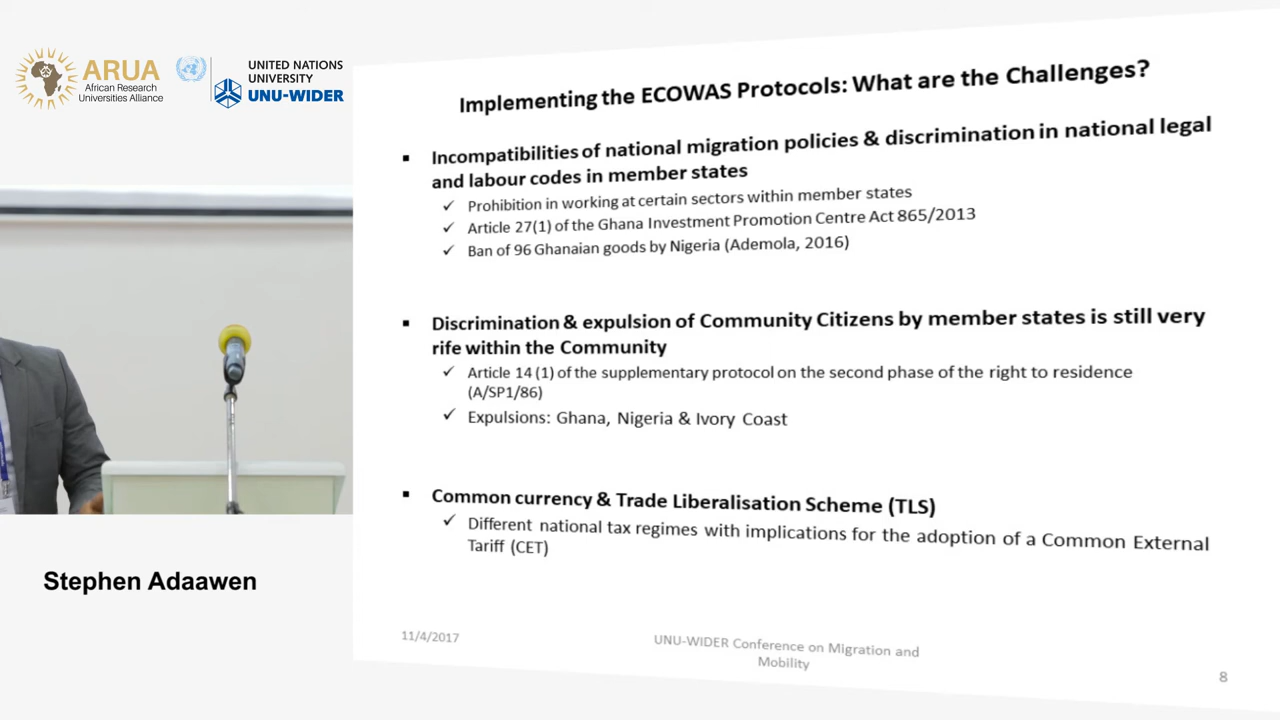 ARUA
African Research
Universities Alliance
UNITED NATIONS
UNIVERSITY
UNU-WIDER
Implementing the ECOWAS Protocols: What are the Challenges?
Incompatibilities of national migration policies & discrimination in national legal
and labour codes in member states
Prohibition in working at certain sectors within member states
Article 27(1) of the Ghana Investment Promotion Centre Act 865/2013
Ban of 96 Ghanaian goods by Nigeria (Ademola, 2016)
Discrimination & expulsion of Community Citizens by member states is still very
rife within the Community
Article 14 (1) of the supplementary protocol on the second phase of the right to residence
(A/SP1/86)
Expulsions: Ghana, Nigeria & Ivory Coast
Common currency & Trade Liberalisation Scheme (TLS)
Different national tax regimes with implications for the adoption of a Common External
Tariff (CET)
Stephen Adaawen
11/4/2017
UNU-WIDER Conference on Migration and
Mobility
8